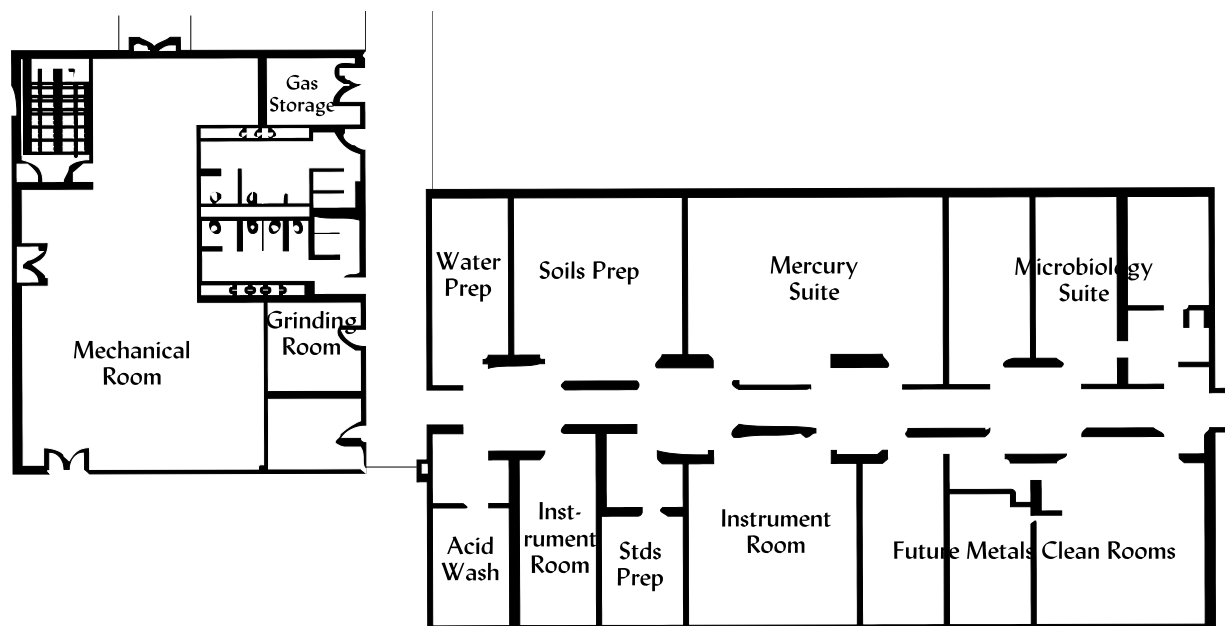 Gas
Storage
Water
Prep
Soils Prep
Mercury
Suite
Microbiology
Suite
Grinding
Room
Mechanical
Room
Acid
Wash
Inst-
rument
Room
Stds
Prep
Instrument
Room
Future Metals Clean Rooms